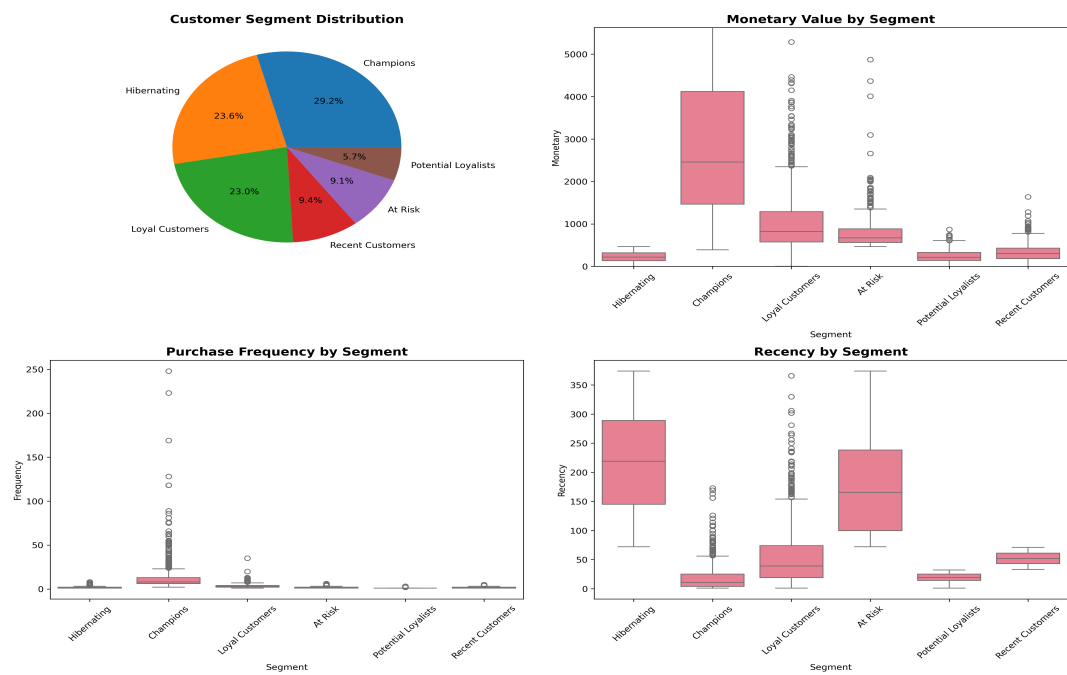 Customer Segment Distribution
Champions
Hibernating
29.2%
23.6%
5.7%
Potential Loyalists
9.1%
23.0%
9.4%
At Risk
Loyal Customers
Recent Customers
Monetary Value by Segment
Monetary
5000
4000
3000
2000
1000
0
Hibernating
Champions
Loyal Customers
At Risk
Potential Loyalists
Recent Customers
Segment
Purchase Frequency by Segment
Frequency
250
200
150
100
50
0
Hibernating
Champions
Loyal Customers
At Risk
Potential Loyalists
Recent Customers
Segment
Recency by Segment
Recency
350
300
250
200
150
100
50
0
Hibernating
Champions
Loyal Customers
At Risk
Potential Loyalists
Recent Customers
Segment